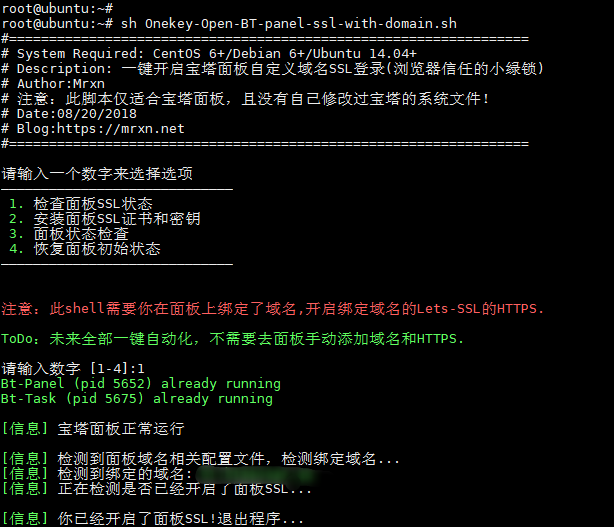 root@ubuntu:~#
root@ubuntu:~# sh Onekey-Open-BT-panel-ssl-with-domain.sh
#=================================================================
# System Required: CentOS 6+/Debian 6+/Ubuntu 14.04+
# Description: 一键开启宝塔面板自定义域名SSL登录(浏览器信任的小绿锁)
# Author:Mrxn
# 注意：此脚本仅适合宝塔面板，且没有自己修改过宝塔的系统文件！
# Date:08/20/2018
# Blog:https://mrxn.net
#=================================================================
请输入一个数字来选择选项
————————————————————————————
1. 检查面板SSL状态
2. 安装面板SSL证书和密钥
3. 面板状态检查
4. 恢复面板初始状态
————————————————————————————
注意：此shell需要你在面板上绑定了域名,开启绑定域名的Lets-SSL的HTTPS.
ToDo：未来全部一键自动化，不需要去面板手动添加域名和HTTPS.
请输入数字 [1-4]:1
Bt-Panel (pid 5652) already running
Bt-Task (pid 5675) already running
[信息] 宝塔面板正常运行
[信息] 检测到面板域名相关配置文件，检测绑定域名...
[信息] 检测到绑定的域名:
[信息] 正在检测是否已经开启了面板SSL...
[信息] 你已经开启了面板SSL!退出程序...